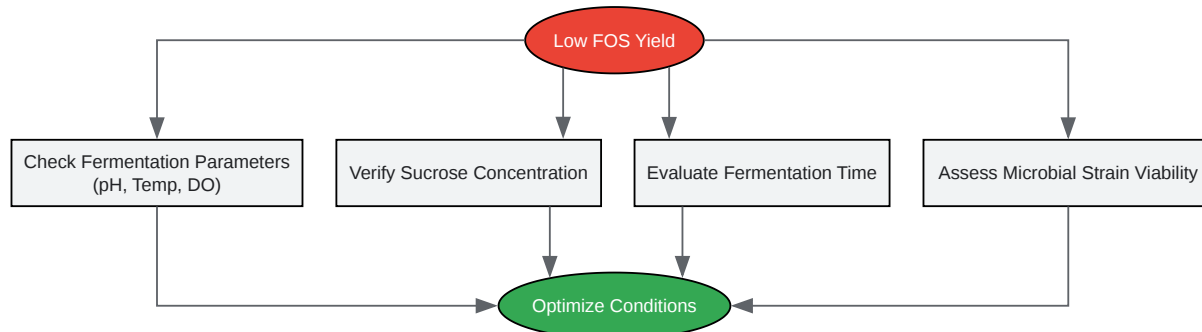 Low FOS Yield
Check Fermentation Parameters
(pH, Temp, DO)
Verify Sucrose Concentration
Evaluate Fermentation Time
Assess Microbial Strain Viability
Optimize Conditions